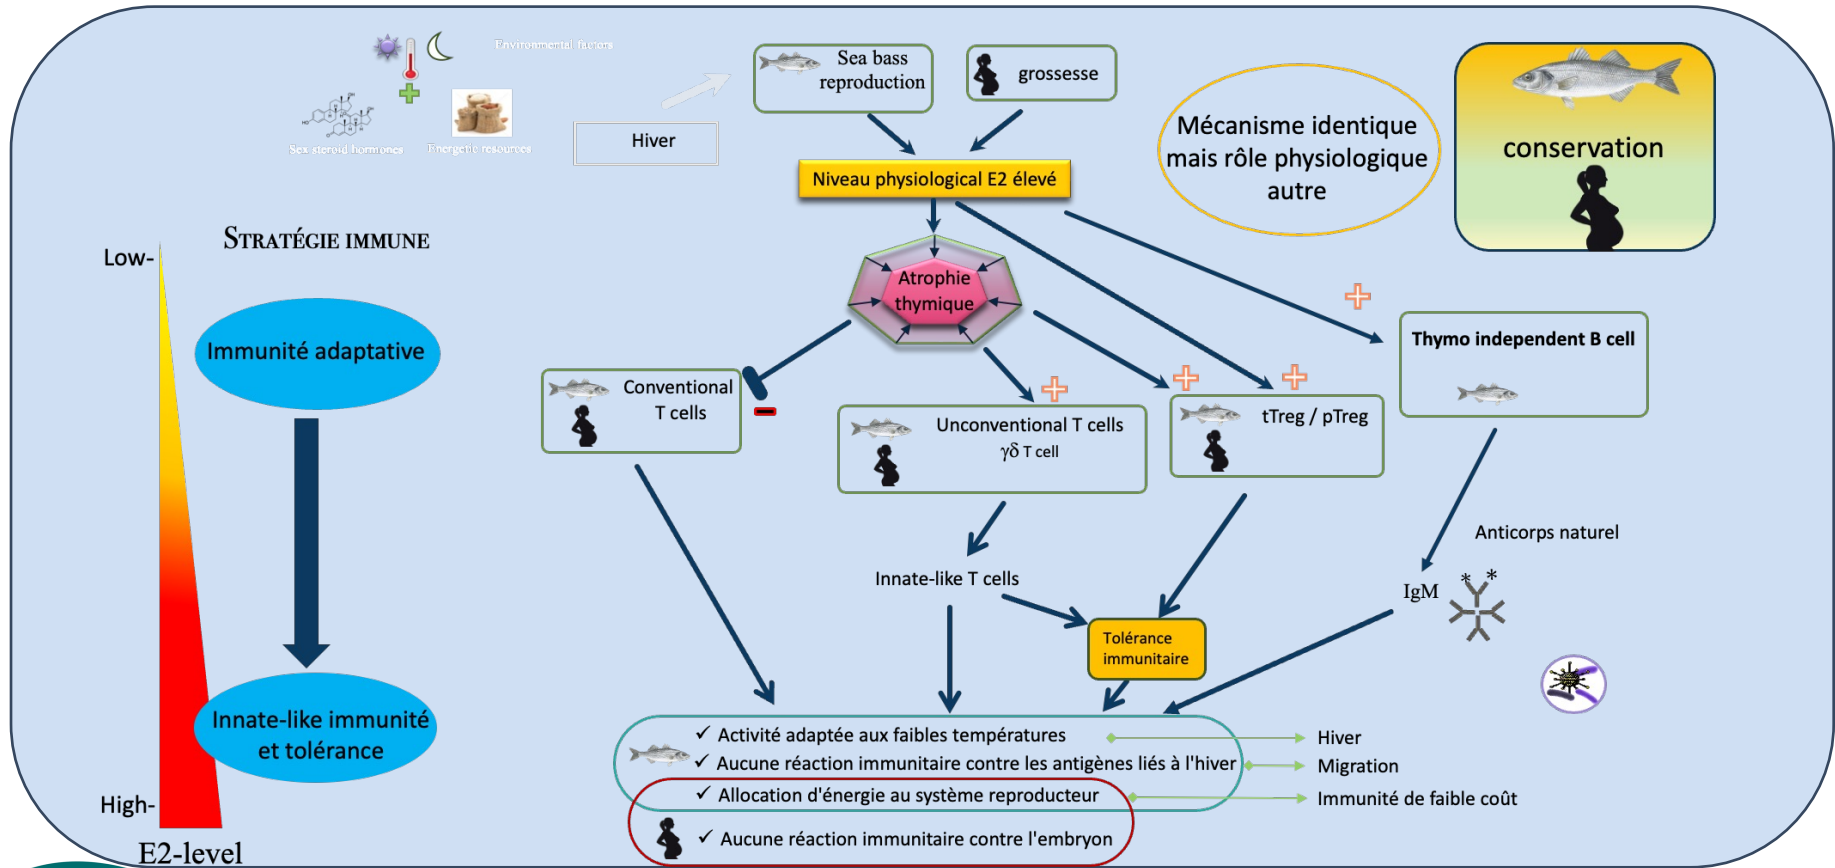 Environmental factors
Sex steroid hormones
Energetic resources
Hiver
Sea bass
reproduction
grossesse
Niveau physiological E2 élevé
Mécanisme identique
mais rôle physiologique
autre
conservation
STRATÉGIE IMMUNE
Low-
Immunité adaptative
Innate-like immunité
et tolérance
High-
E2-level
Atrophie
thymique
Conventional
T cells
Unconventional T cells
γδ T cell
tTreg / pTreg
Thymo independent B cell
Anticorps naturel
IgM
* *
Innate-like T cells
Tolérance
immunitaire
✓ Activité adaptée aux faibles températures
✓ Aucune réaction immunitaire contre les antigènes liés à l'hiver
✓ Allocation d'énergie au système reproducteur
✓ Aucune réaction immunitaire contre l'embryon
Hiver
Migration
Immunité de faible coût